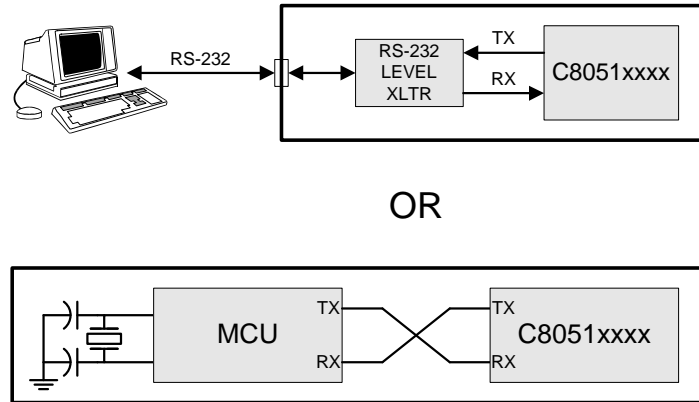 RS-232
RS-232
LEVEL
XLTR
TX
RX
C8051xxxx
OR
MCU
TX
RX
TX
RX
C8051xxxx